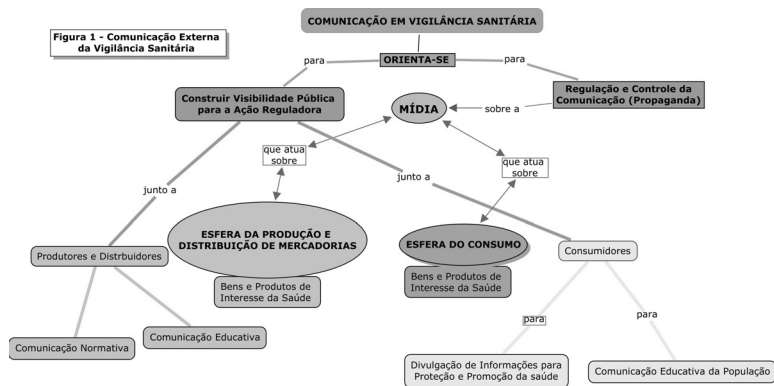 COMUNICAÇÃO EM VIGILÂNCIA SANITÁRIA
Figura 1 - Comunicação Externa
da Vigilância Sanitária
ORIENTA-SE
para
para
Construir Visibilidade Pública
para a Ação Reguladora
Regulação e Controle da
Comunicação (Propaganda)
MÍDIA
sobre a
que atua
sobre
que atua
sobre
junto a
junto a
ESFERA DA PRODUÇÃO E
DISTRIBUIÇÃO DE MERCADORIAS
ESFERA DO CONSUMO
Produtores e Distrbuidores
Consumidores
Bens e Produtos de
Interesse da Saúde
Bens e Produtos de
Interesse da Saúde
Comunicação Normativa
Comunicação Educativa
para
para
Divulgação de Informações para
Proteção e Promoção da saúde
Comunicação Educativa da População